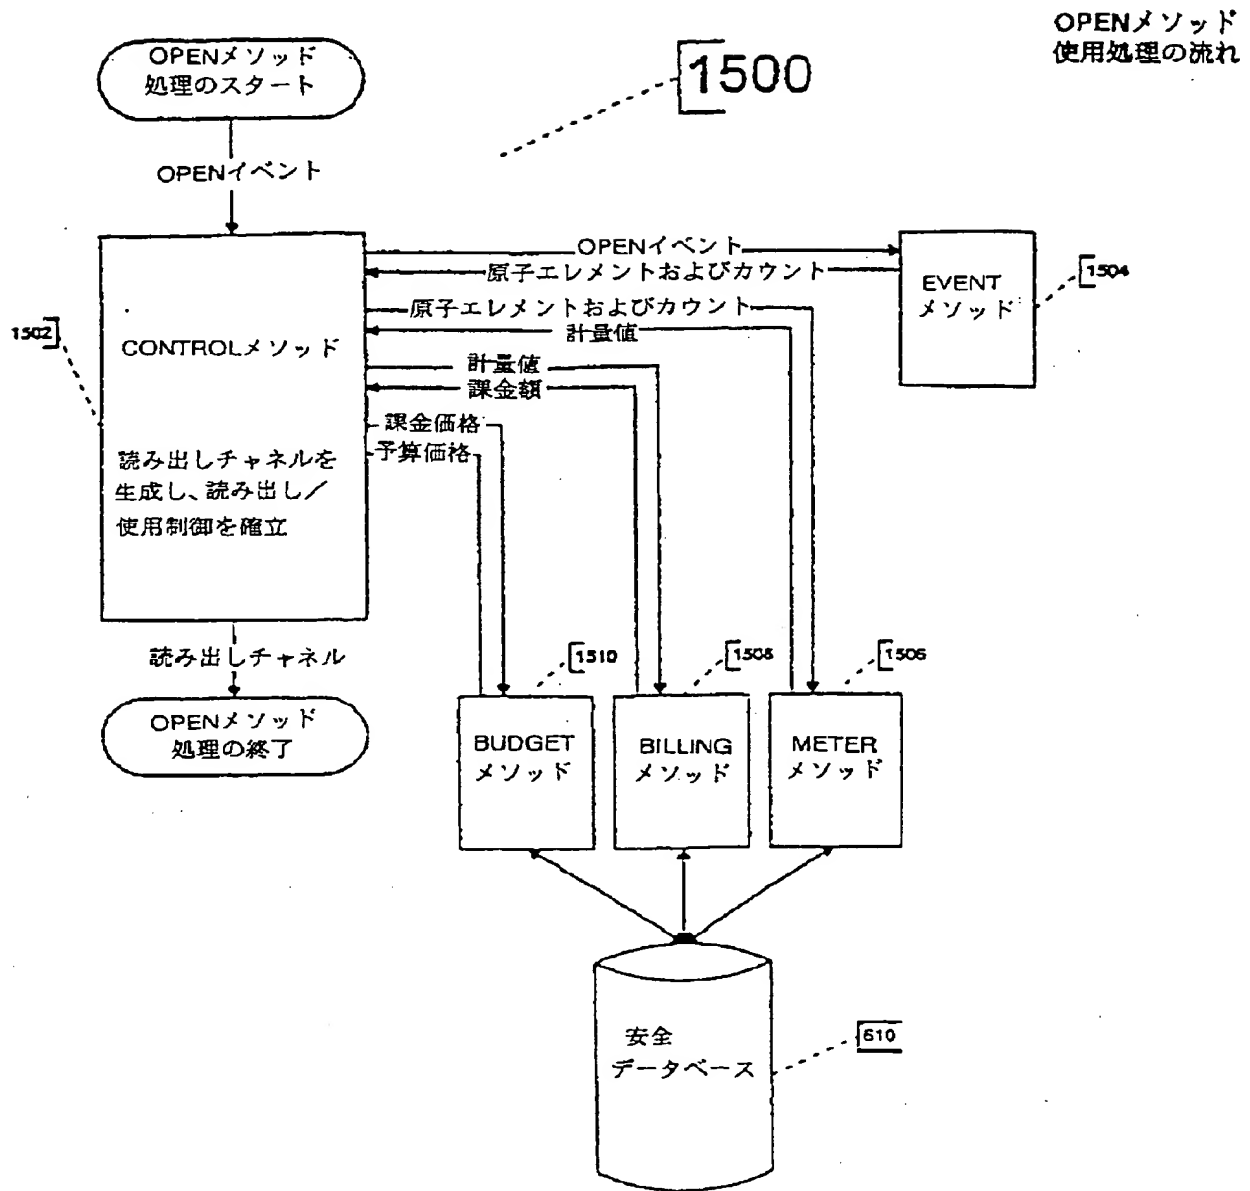 OPENメソッド
使用処理の流れ
OPENメソッド
処理のスタート
1500
OPENイベント
OPENイベント
原子エレメントおよびカウント
EVENT
メソッド
1504
原子エレメントおよびカウント
計量値
1502
CONTROLメソッド
計量値
課金額
課金価格
予算価格
読み出しチャネルを
生成し、読み出し／
使用制御を確立
読み出しチャネル
OPENメソッド
処理の終了
1510
1508
1506
BUDGET
メソッド
BILLING
メソッド
METER
メソッド
安全
データベース
610